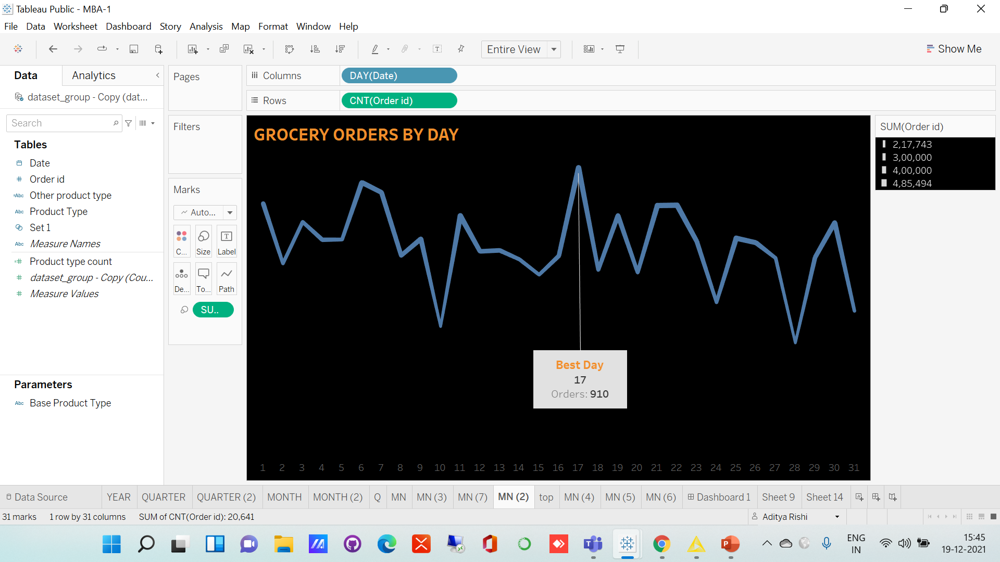 Tableau Public - MBA-1
File Data Worksheet Dashboard Story Analysis Map Format Window Help
Entire View
Show Me
Data
Analytics
dataset_group - Copy (dat...
Search
Tables
Date
Order id
=Abc Other product type
Abc Product Type
Set 1
Abc Measure Names
Product type count
dataset_group - Copy (Cou...
Measure Values
Parameters
Abc Base Product Type
Pages
Filters
Marks
Auto...
C... Size Label
De... To... Path
SU..
Columns
DAY(Date)
Rows
CNT(Order id)
GROCERY ORDERS BY DAY
Best Day
17
Orders: 910
1 2 3 4 5 6 7 8 9 10 11 12 13 14 15 16 17 18 19 20 21 22 23 24 25 26 27 28 29 30 31
SUM(Order id)
2,17,743
3,00,000
4,00,000
4,85,494
Data Source YEAR QUARTER QUARTER (2) MONTH MONTH (2) Q MN MN (3) MN (7) MN (2) top MN (4) MN (5) MN (6) Dashboard 1 Sheet 9 Sheet 14
31 marks 1 row by 31 columns SUM of CNT(Order id): 20,641
Aditya Rishi
ENG
IN
15:45
19-12-2021